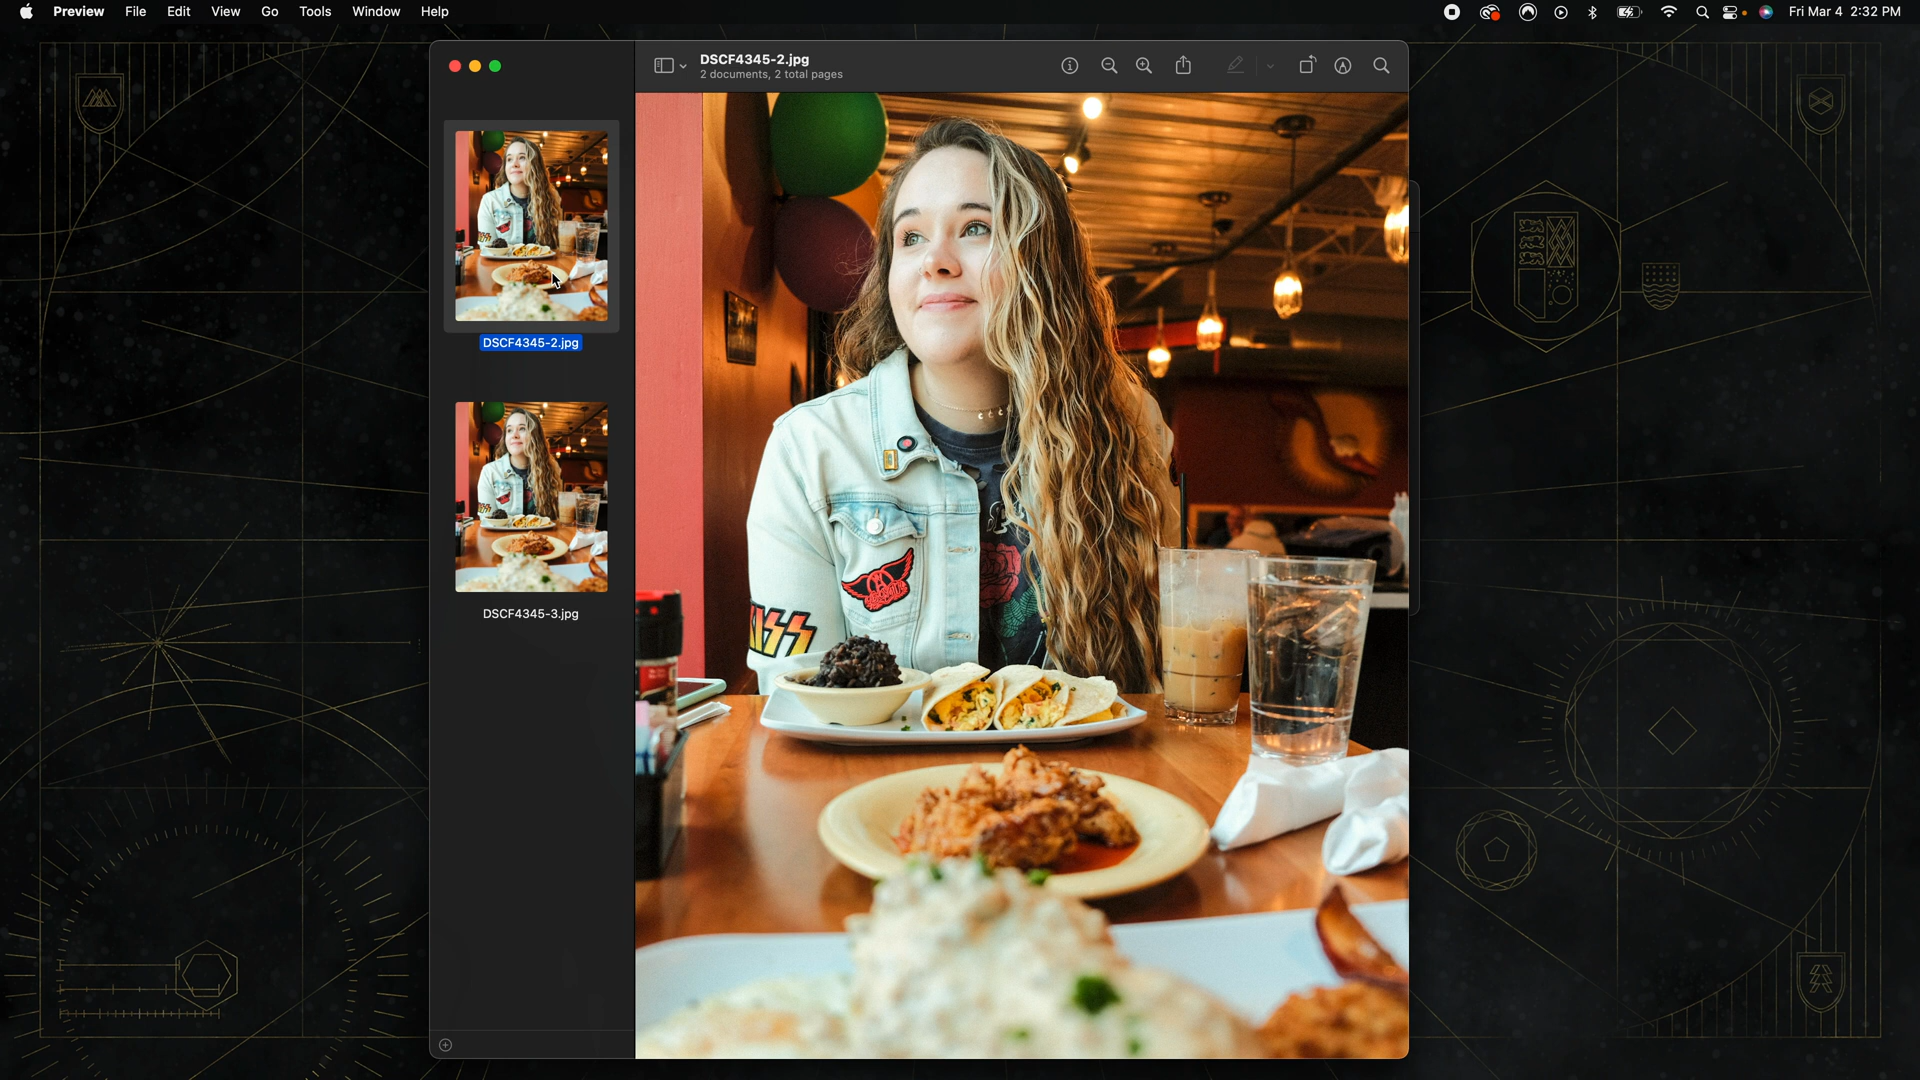 Preview File Edit View Go Tools Window Help
Fri Mar 4 2:32 PM
DSCF4345-2.jpg
2 documents, 2 total pages
DSCF4345-2.jpg
DSCF4345-3.jpg
KISS